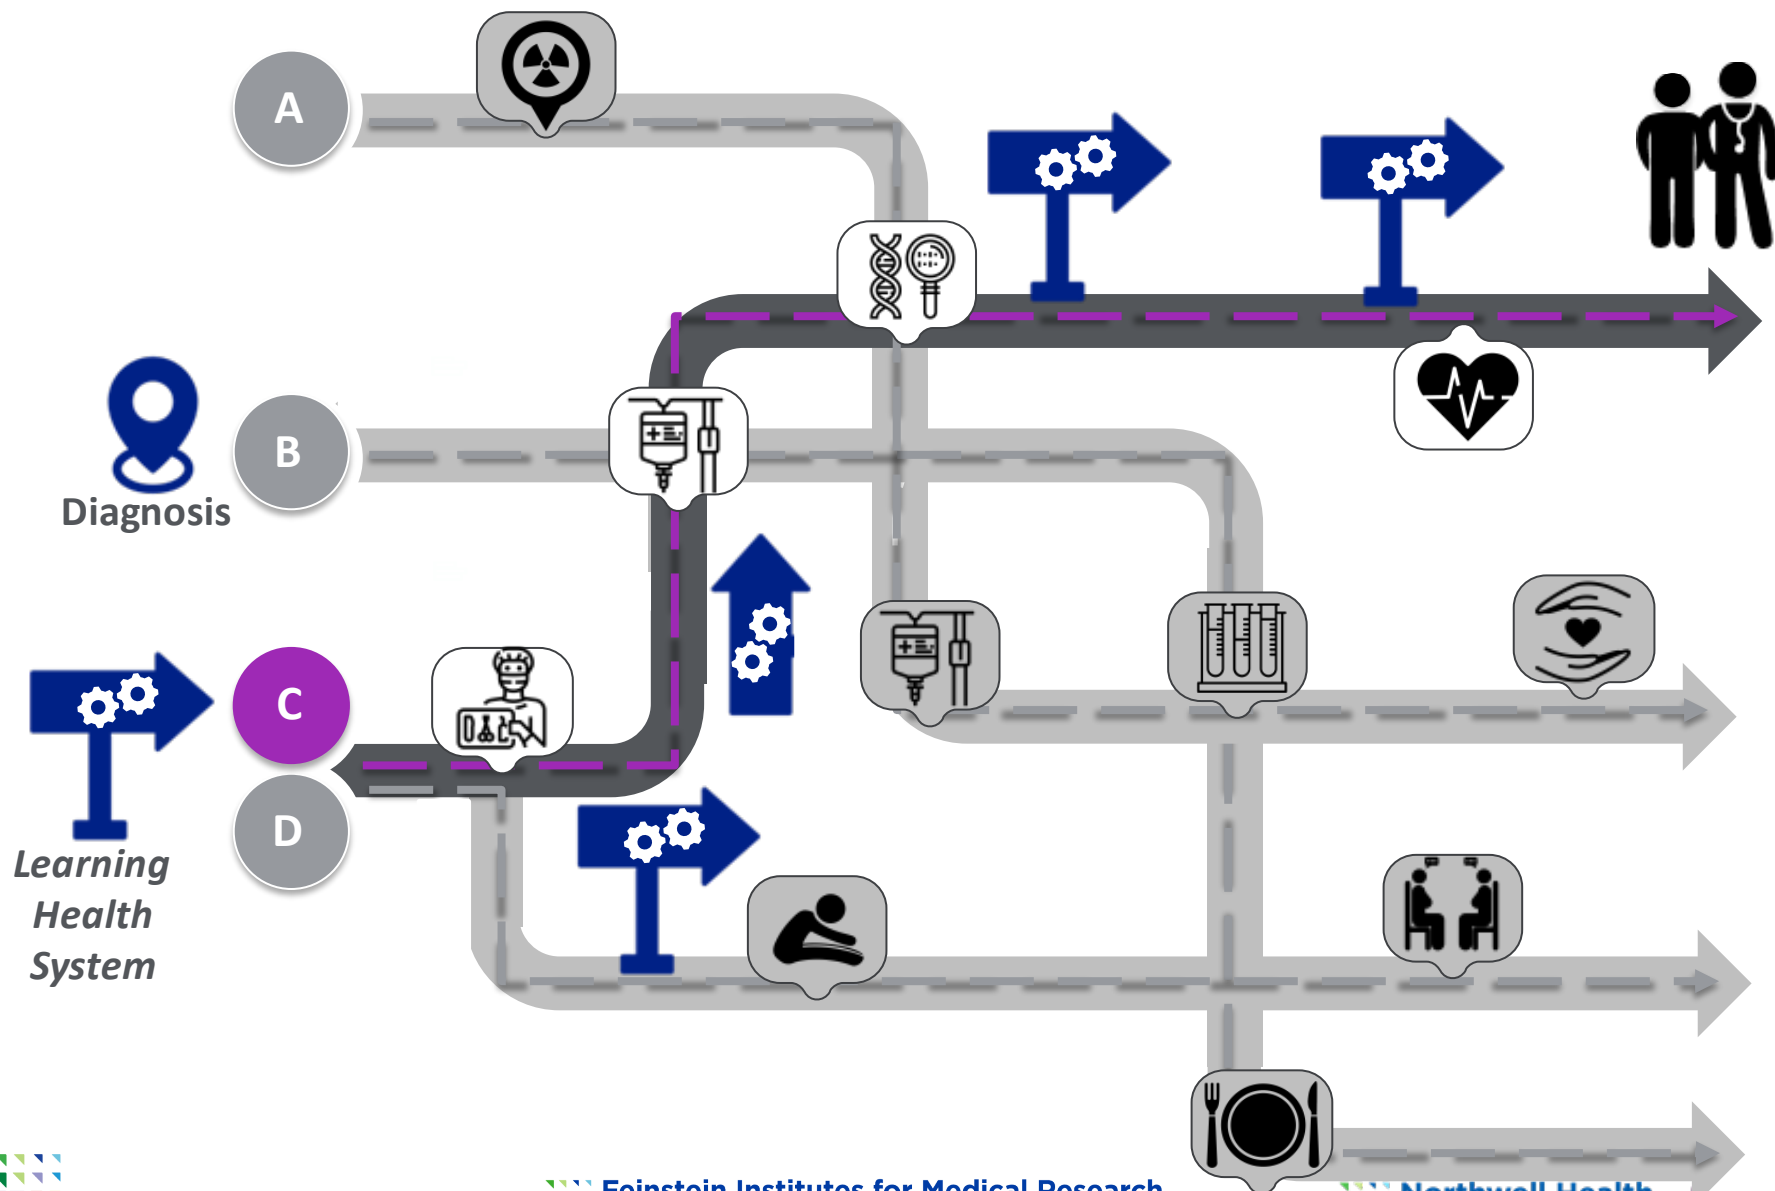 A
B
Diagnosis
C
D
Learning
Health
System
Feinstein Institutes for Medical Research
Northwell Health